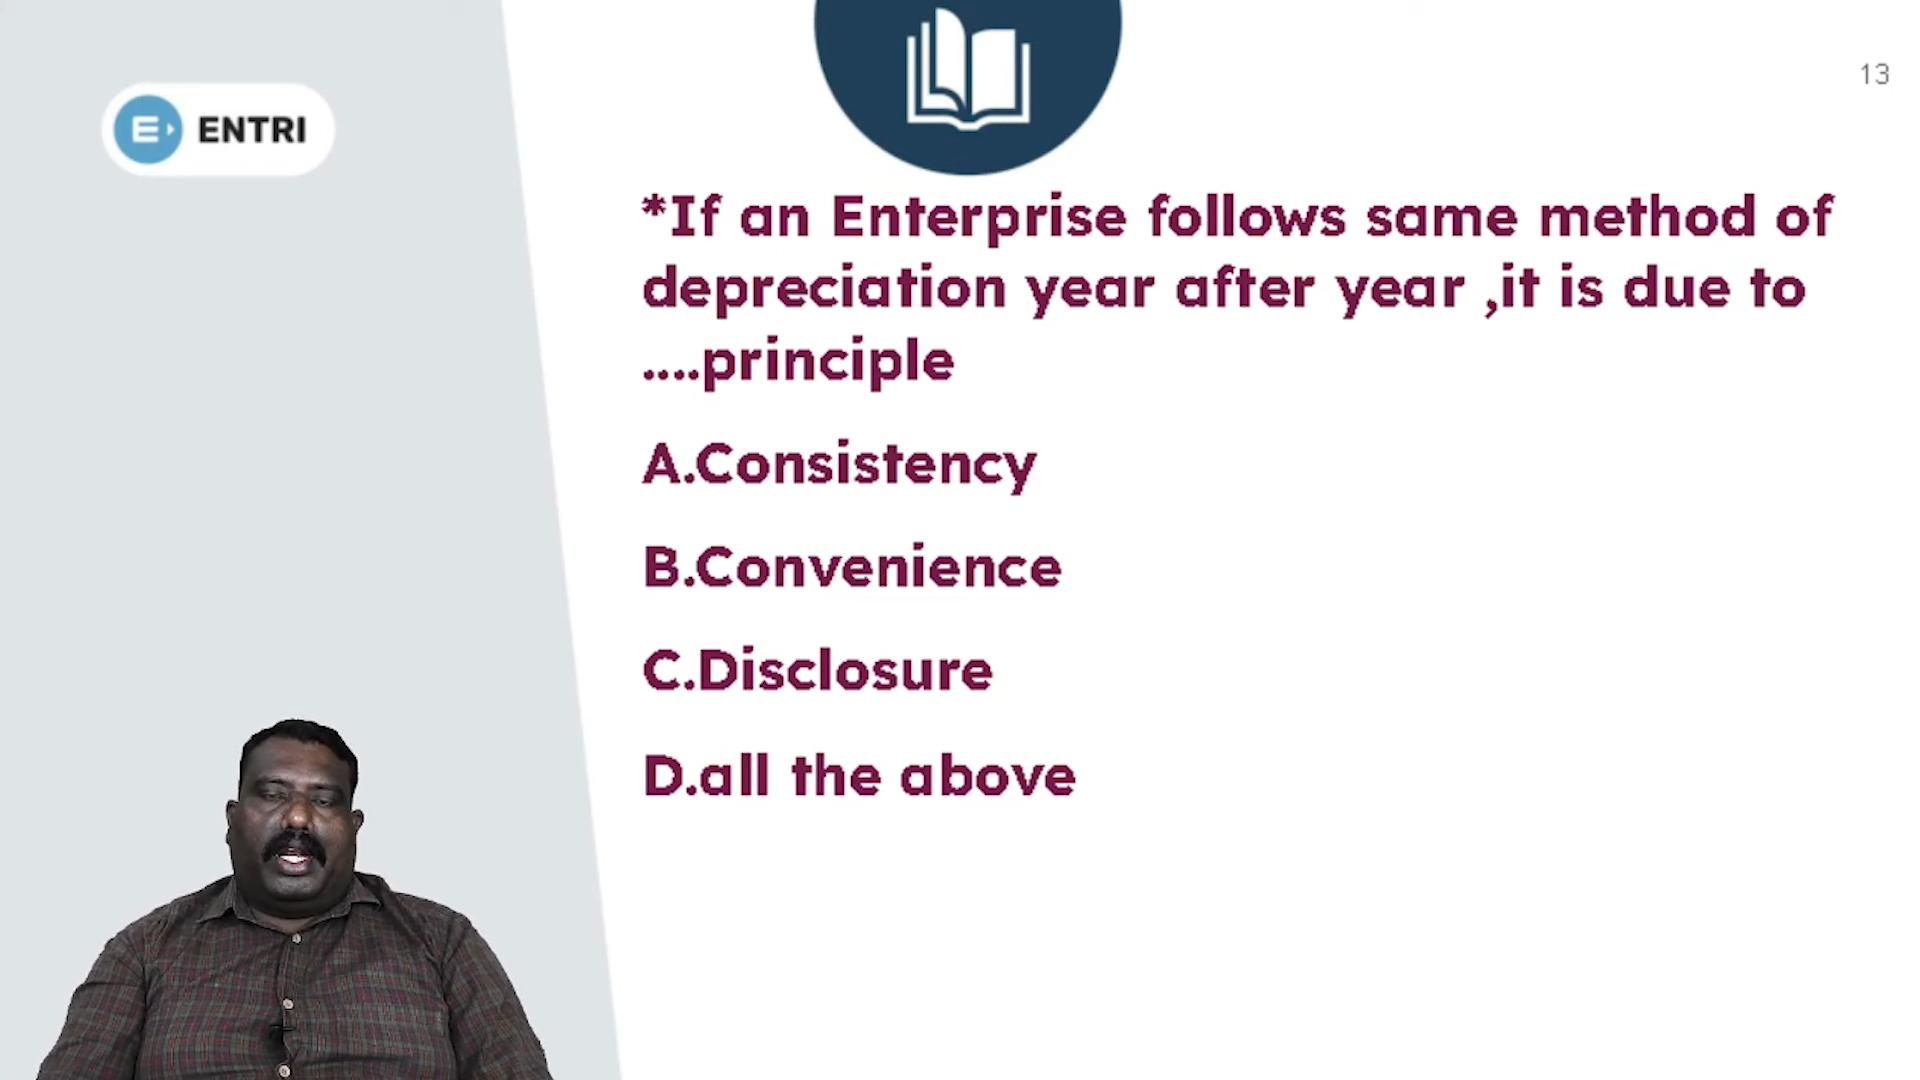 ENTRI
13
*If an Enterprise follows same method of
depreciation year after year ,it is due to
....principle
A.Consistency
B.Convenience
C.Disclosure
D.all the above